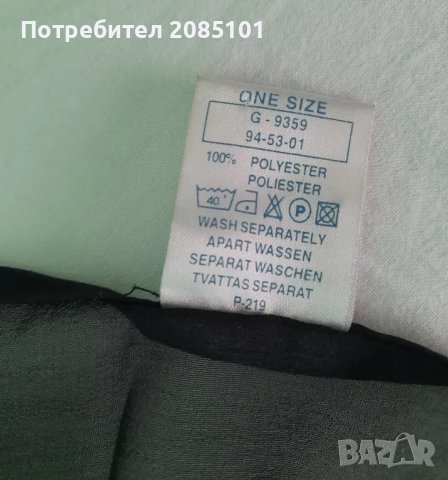 Потребител 2085101
ONE SIZE
G - 9359
94-53-01
100% POLYESTER
POLIESTER
40° P
WASH SEPARATELY
APART WASSEN
SEPARAT WASCHEN
TVATTAS SEPARAT
P-219
BAZAR